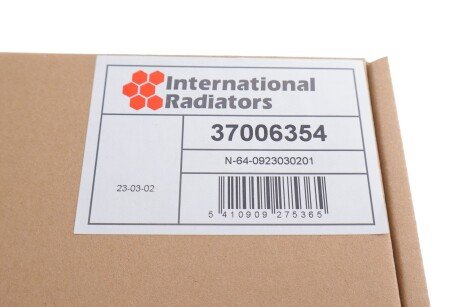 International
Radiators
37006354
N-64-0923030201
23-03-02
5 410909 275365